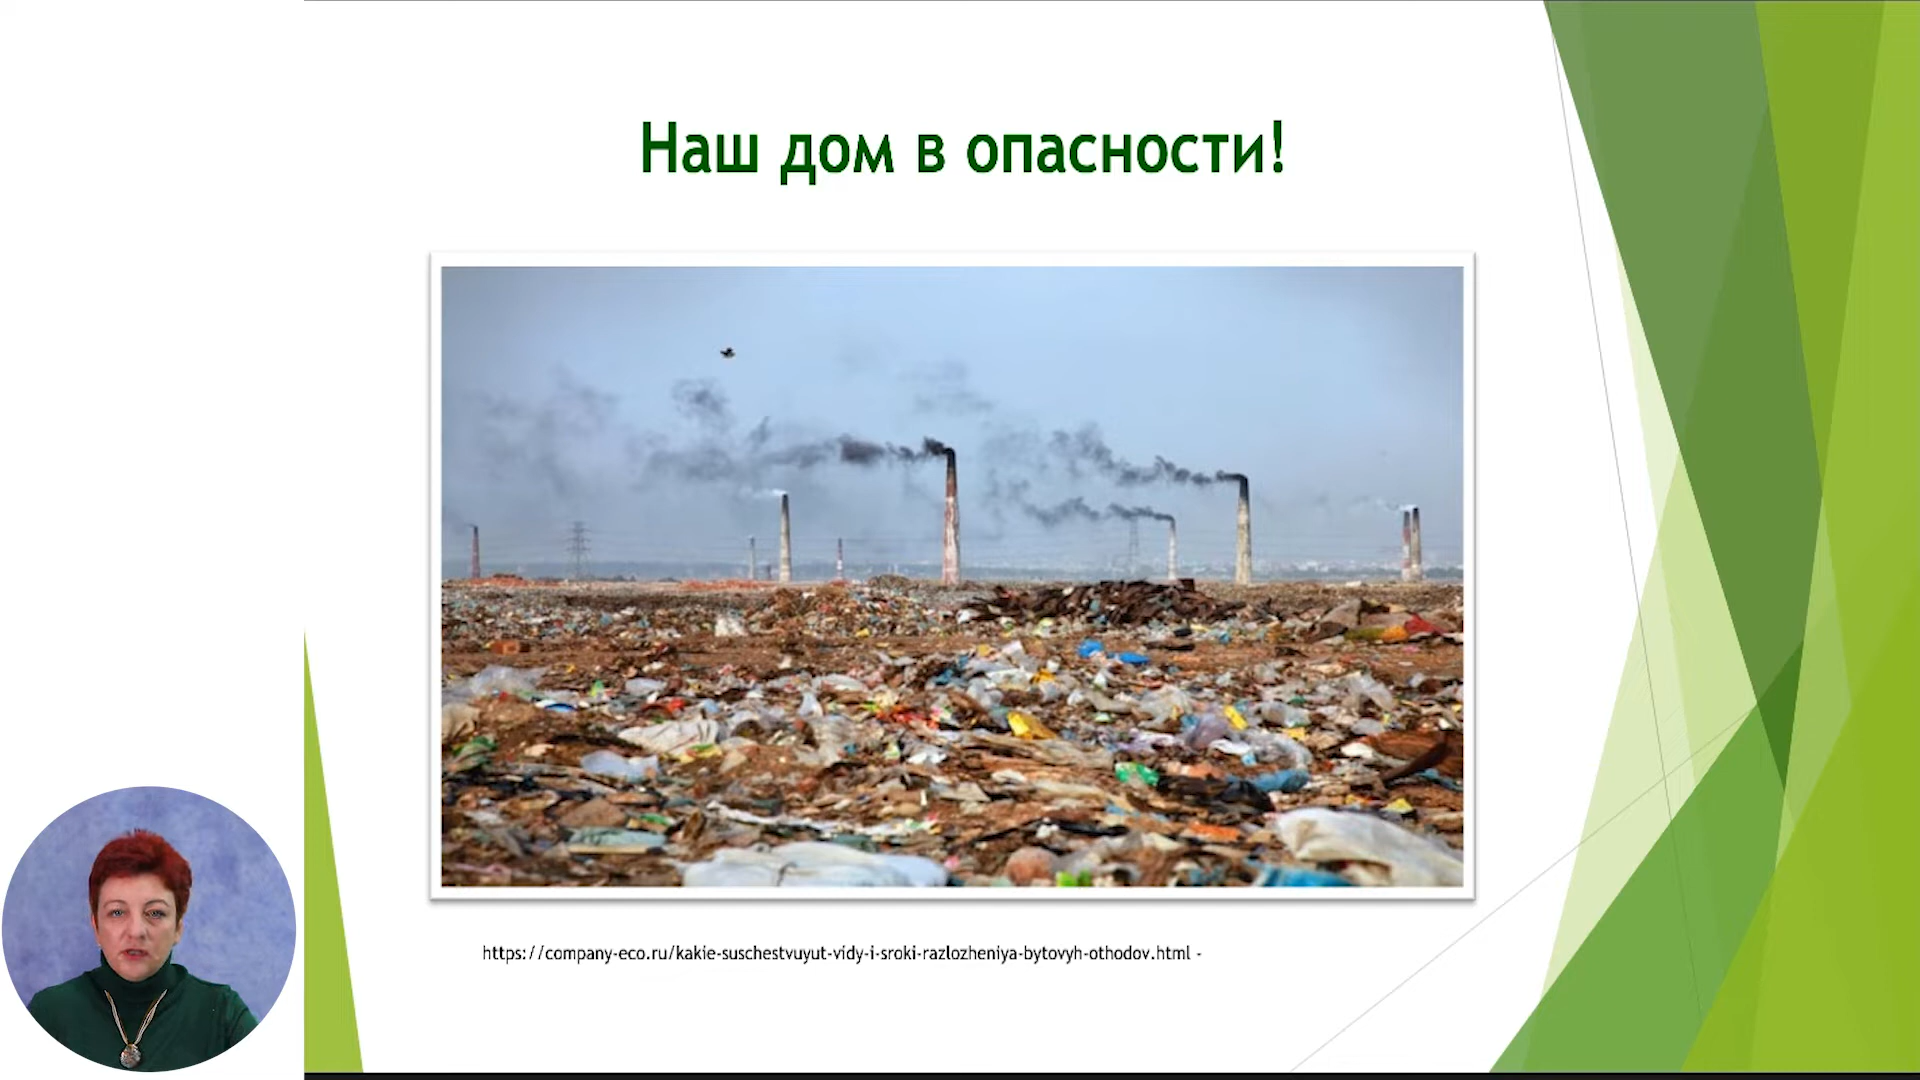 Наш дом в опасности!
https://company-eco.ru/kakie-suschestvuyut-vidy-i-sroki-razlozheniya-bytovyh-othodov.html -